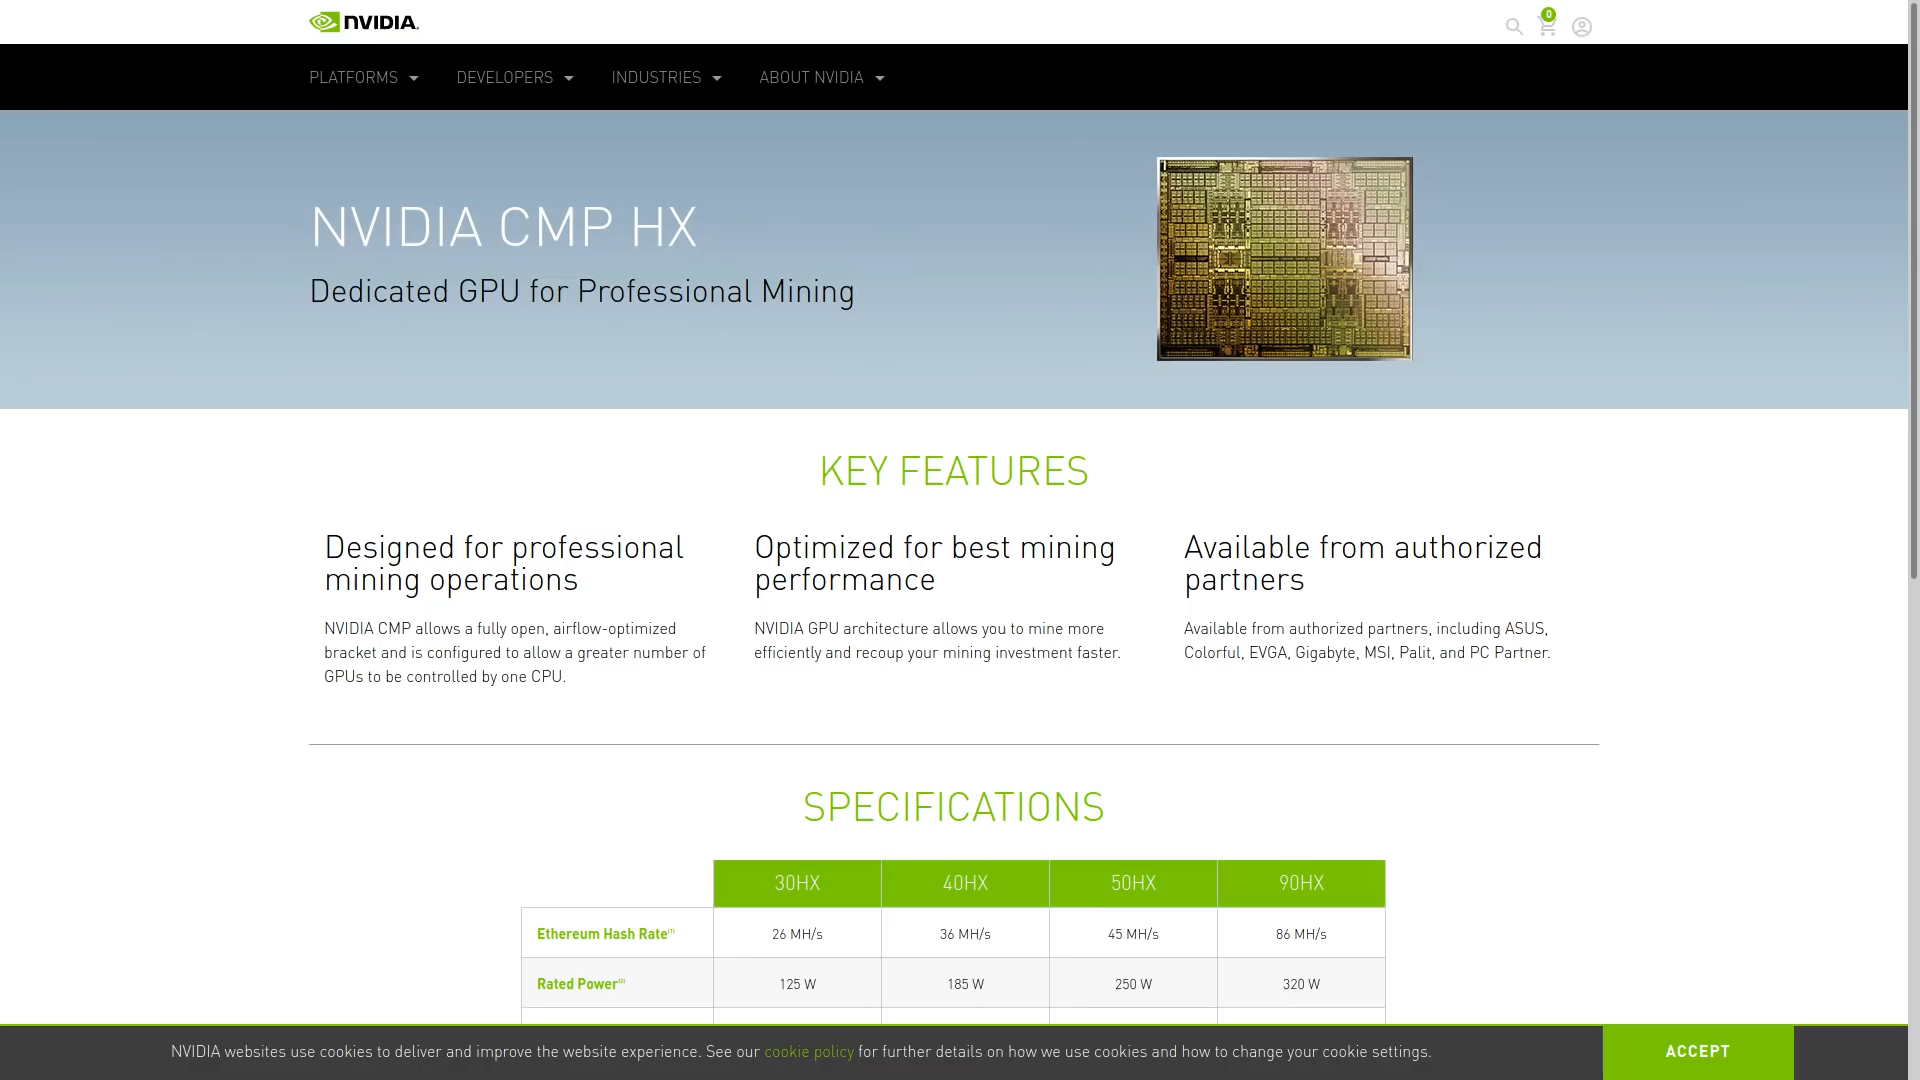 NVIDIA.
0
PLATFORMS
DEVELOPERS
INDUSTRIES
ABOUT NVIDIA
NVIDIA CMP HX
Dedicated GPU for Professional Mining
KEY FEATURES
Designed for professional
mining operations
NVIDIA CMP allows a fully open, airflow-optimized
bracket and is configured to allow a greater number of
GPUs to be controlled by one CPU.
Optimized for best mining
performance
NVIDIA GPU architecture allows you to mine more
efficiently and recoup your mining investment faster.
Available from authorized
partners
Available from authorized partners, including ASUS,
Colorful, EVGA, Gigabyte, MSI, Palit, and PC Partner.
SPECIFICATIONS
30HX 40HX 50HX 90HX
Ethereum Hash Rate(1) 26 MH/s 36 MH/s 45 MH/s 86 MH/s
Rated Power(2) 125 W 185 W 250 W 320 W
NVIDIA websites use cookies to deliver and improve the website experience. See our cookie policy for further details on how we use cookies and how to change your cookie settings.
ACCEPT